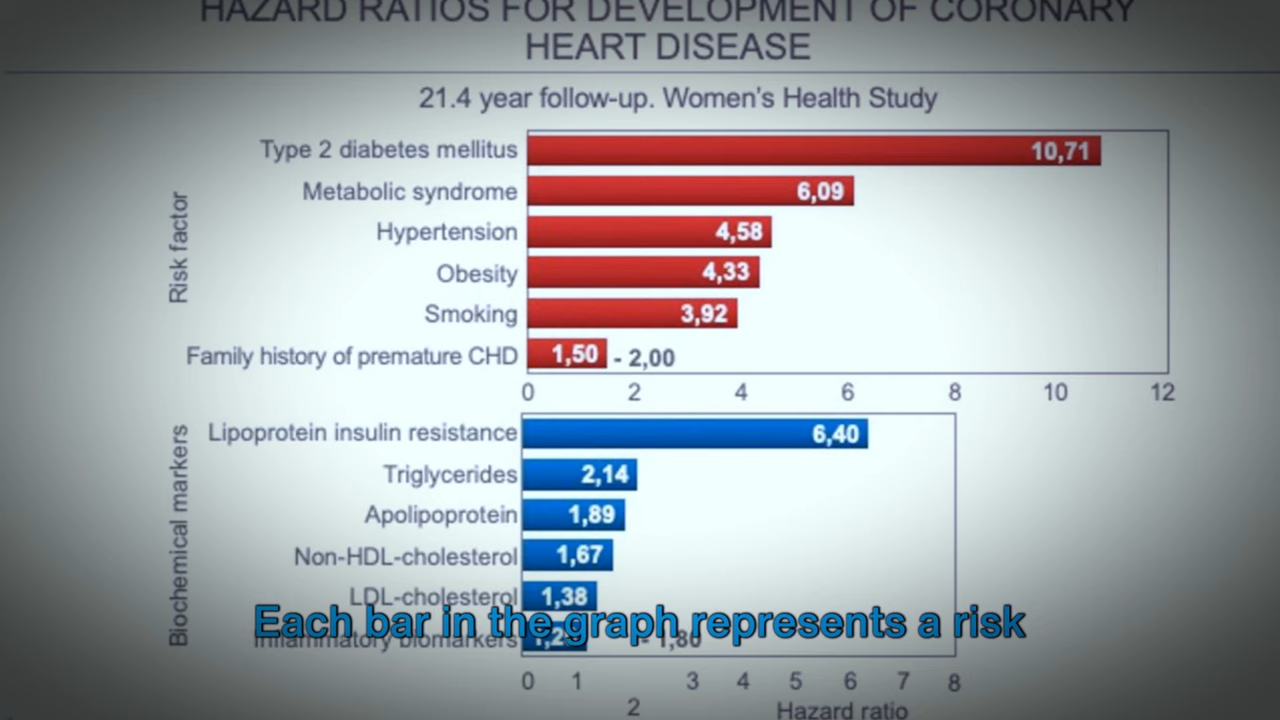 HAZARD RATIOS FOR DEVELOPMENT OF CORONARY
HEART DISEASE
21.4 year follow-up. Women's Health Study
Risk factor
Type 2 diabetes mellitus 10,71
Metabolic syndrome 6,09
Hypertension 4,58
Obesity 4,33
Smoking 3,92
Family history of premature CHD 1,50 - 2,00
0 2 4 6 8 10 12
Biochemical markers
Lipoprotein insulin resistance 6,40
Triglycerides 2,14
Apolipoprotein 1,89
Non-HDL-cholesterol 1,67
LDL-cholesterol 1,38
Each bar in the graph represents a risk
Inflammatory biomarkers - 1,80
0 1 3 4 5 6 7 8
2 Hazard ratio